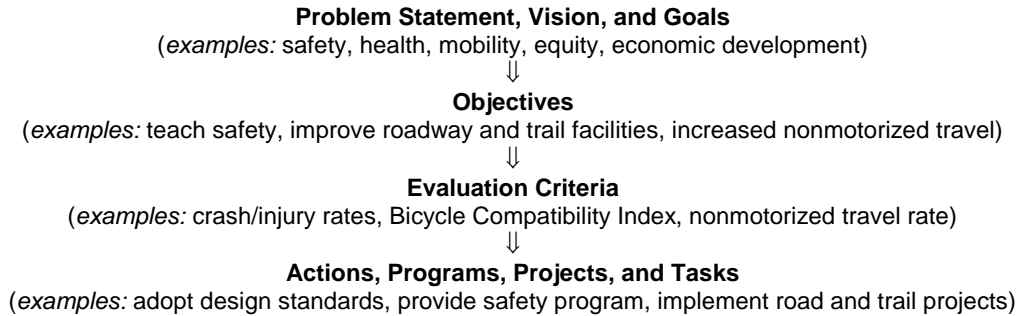 Problem Statement, Vision, and Goals
(examples: safety, health, mobility, equity, economic development)
⇓
Objectives
(examples: teach safety, improve roadway and trail facilities, increased nonmotorized travel)
⇓
Evaluation Criteria
(examples: crash/injury rates, Bicycle Compatibility Index, nonmotorized travel rate)
⇓
Actions, Programs, Projects, and Tasks
(examples: adopt design standards, provide safety program, implement road and trail projects)